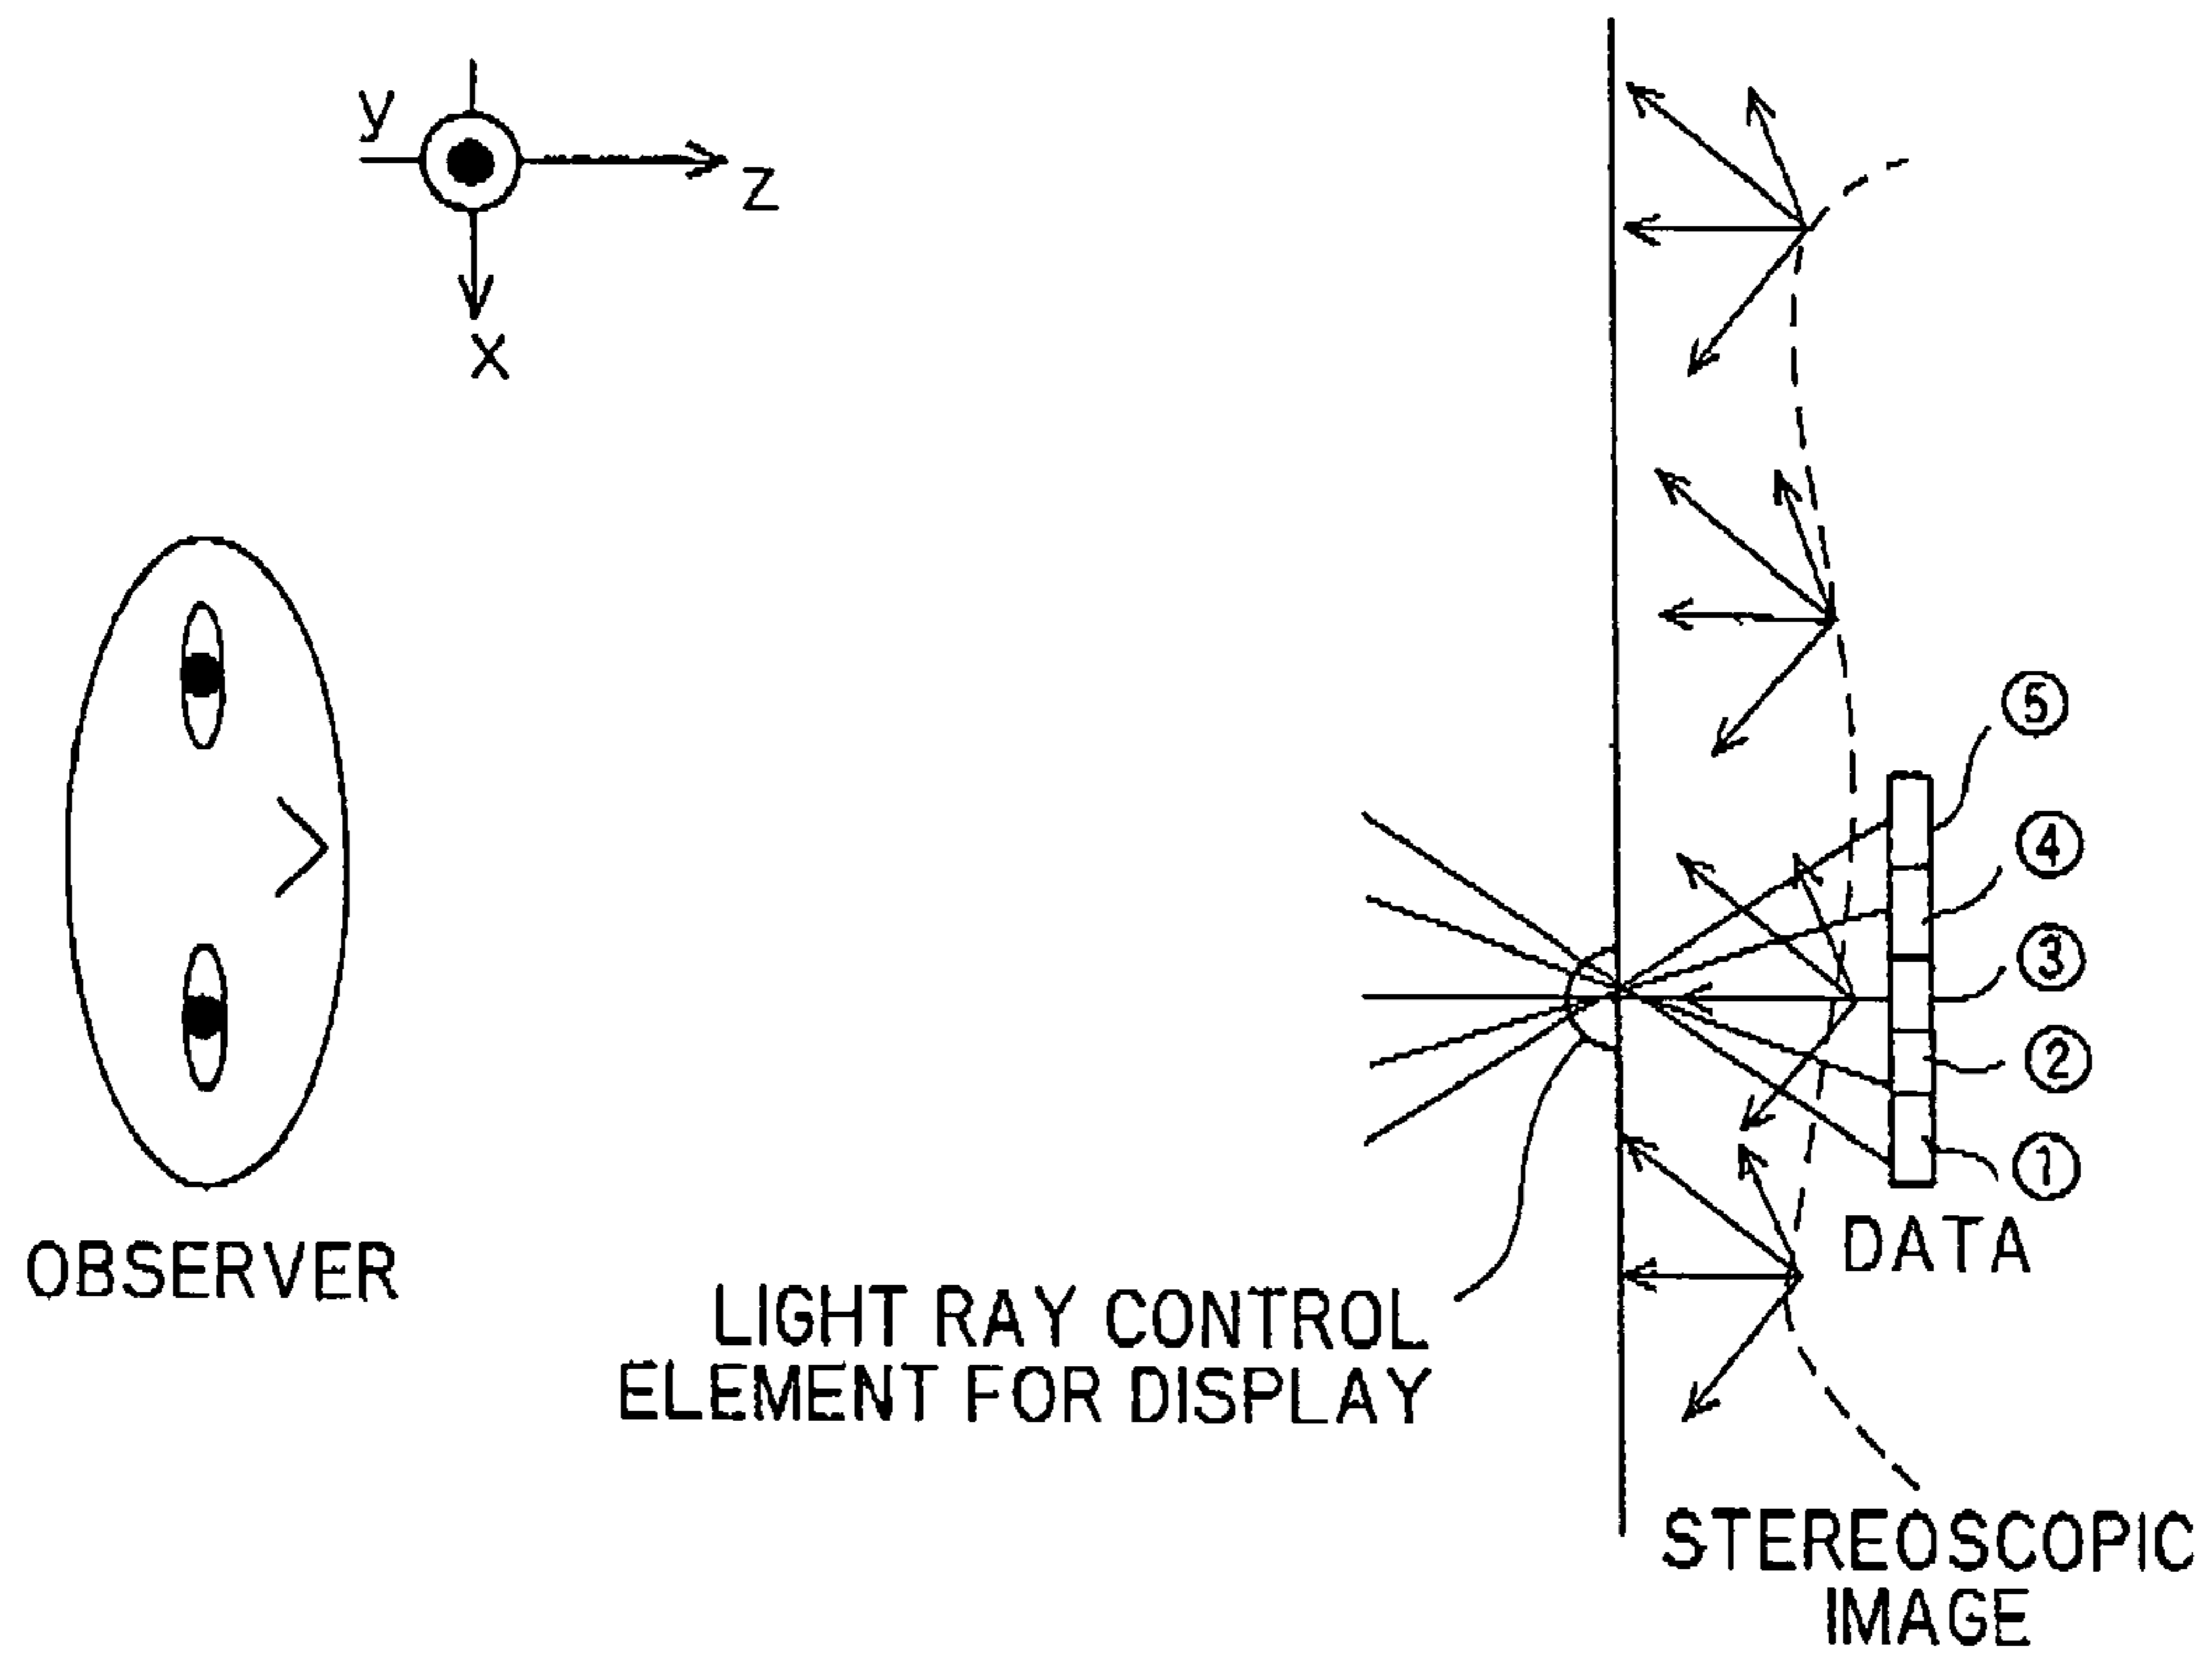 y
z
x
⑤
④
③
②
①
DATA
OBSERVER
LIGHT RAY CONTROL
ELEMENT FOR DISPLAY
STEREOSCOPIC
IMAGE